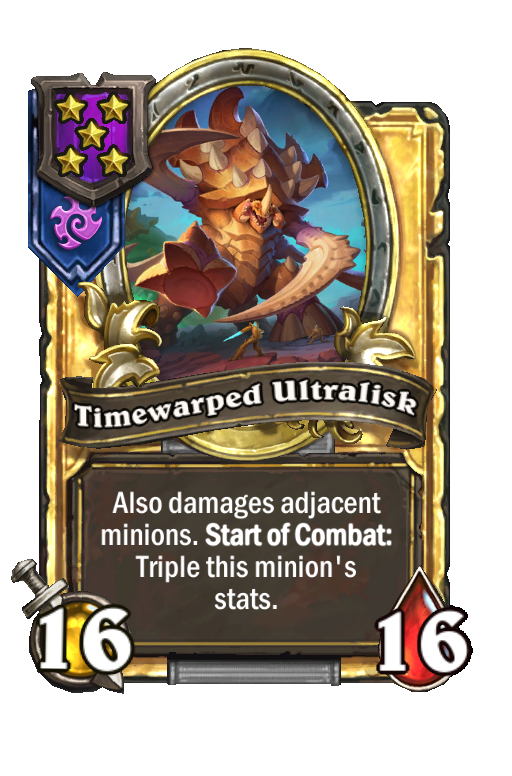 Timewarped Ultralisk
Also damages adjacent
minions. Start of Combat:
Triple this minion's
stats.
16
16